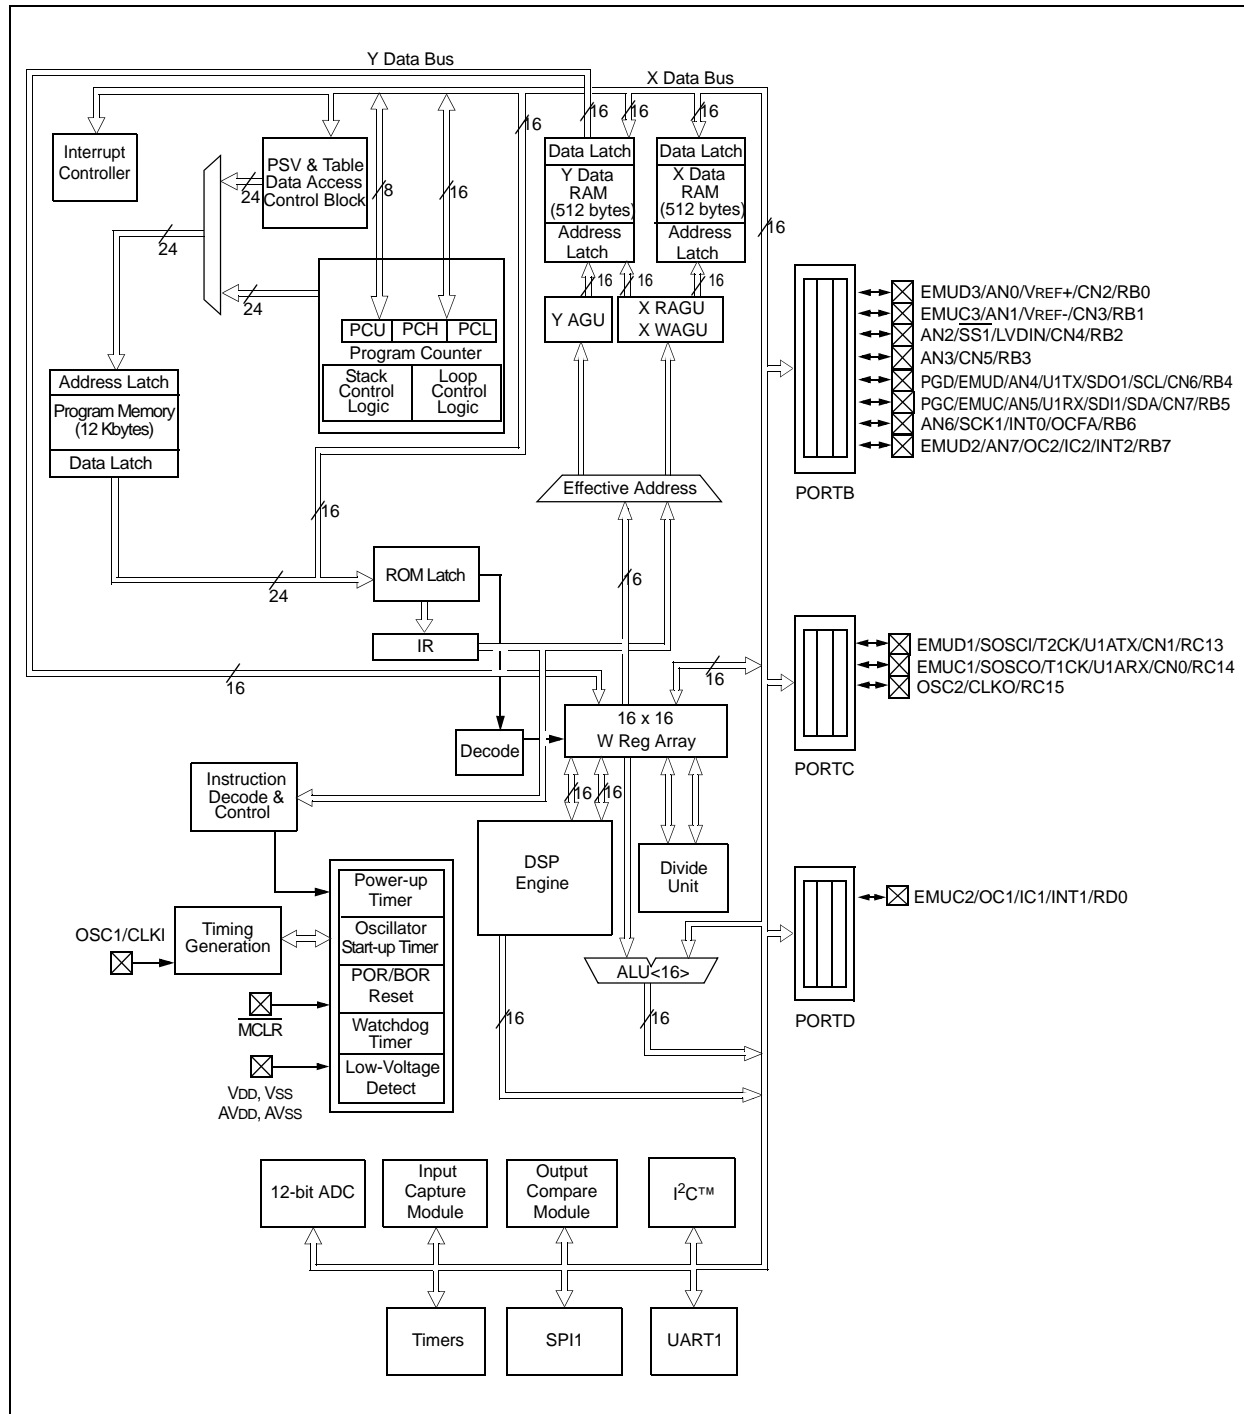 Y Data Bus
X Data Bus
16
16
16
16
Interrupt
Controller
PSV & Table
Data Access
Control Block
24
24
24
8
16
Data Latch
Y Data
RAM
(512 bytes)
Address
Latch
Data Latch
X Data
RAM
(512 bytes)
Address
Latch
16
16
16
16
Y AGU
X RAGU
X WAGU
PCU
PCH
PCL
Program Counter
Stack
Control
Logic
Loop
Control
Logic
Address Latch
Program Memory
(12 Kbytes)
Data Latch
Effective Address
16
24
ROM Latch
16
IR
16
16
16 x 16
W Reg Array
Decode
Instruction
Decode &
Control
16
16
DSP
Engine
Divide
Unit
Power-up
Timer
Oscillator
Start-up Timer
POR/BOR
Reset
Watchdog
Timer
Low-Voltage
Detect
Timing
Generation
OSC1/CLKI
MCLR
VDD, VSS
AVDD, AVSS
ALU<16>
16
16
EMUD3/AN0/VREF+/CN2/RB0
EMUC3/AN1/VREF-/CN3/RB1
AN2/SS1/LVDIN/CN4/RB2
AN3/CN5/RB3
PGD/EMUD/AN4/U1TX/SDO1/SCL/CN6/RB4
PGC/EMUC/AN5/U1RX/SDI1/SDA/CN7/RB5
AN6/SCK1/INT0/OCFA/RB6
EMUD2/AN7/OC2/IC2/INT2/RB7
PORTB
EMUD1/SOSCI/T2CK/U1ATX/CN1/RC13
EMUC1/SOSCO/T1CK/U1ARX/CN0/RC14
OSC2/CLKO/RC15
PORTC
EMUC2/OC1/IC1/INT1/RD0
PORTD
12-bit ADC
Input
Capture
Module
Output
Compare
Module
I2C™
Timers
SPI1
UART1